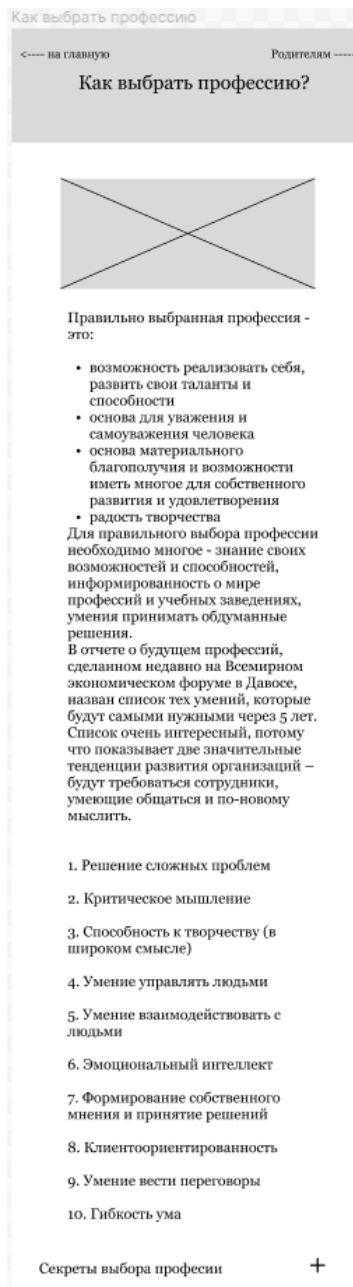 Как выбрать профессию
<---- на главную
Родителям ----
Как выбрать профессию?
Правильно выбранная профессия -
это:
• возможность реализовать себя,
развить свои таланты и
способности
• основа для уважения и
самоуважения человека
• основа материального
благополучия и возможности
иметь многое для собственного
развития и удовлетворения
• радость творчества
Для правильного выбора профессии
необходимо многое - знание своих
возможностей и способностей,
информированность о мире
профессий и учебных заведениях,
умения принимать обдуманные
решения.
В отчете о будущем профессий,
сделанном недавно на Всемирном
экономическом форуме в Давосе,
назван список тех умений, которые
будут самыми нужными через 5 лет.
Список очень интересный, потому
что показывает две значительные
тенденции развития организаций –
будут требоваться сотрудники,
умеющие общаться и по-новому
мыслить.
1. Решение сложных проблем
2. Критическое мышление
3. Способность к творчеству (в
широком смысле)
4. Умение управлять людьми
5. Умение взаимодействовать с
людьми
6. Эмоциональный интеллект
7. Формирование собственного
мнения и принятие решений
8. Клиентоориентированность
9. Умение вести переговоры
10. Гибкость ума
Секреты выбора професии +